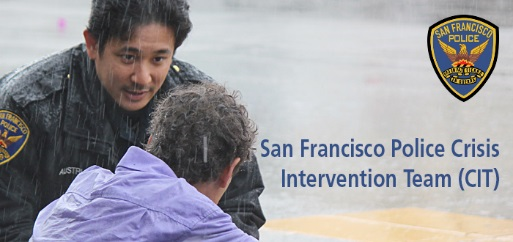 SAN FRANCISCO
POLICE
San Francisco Police Crisis
Intervention Team (CIT)